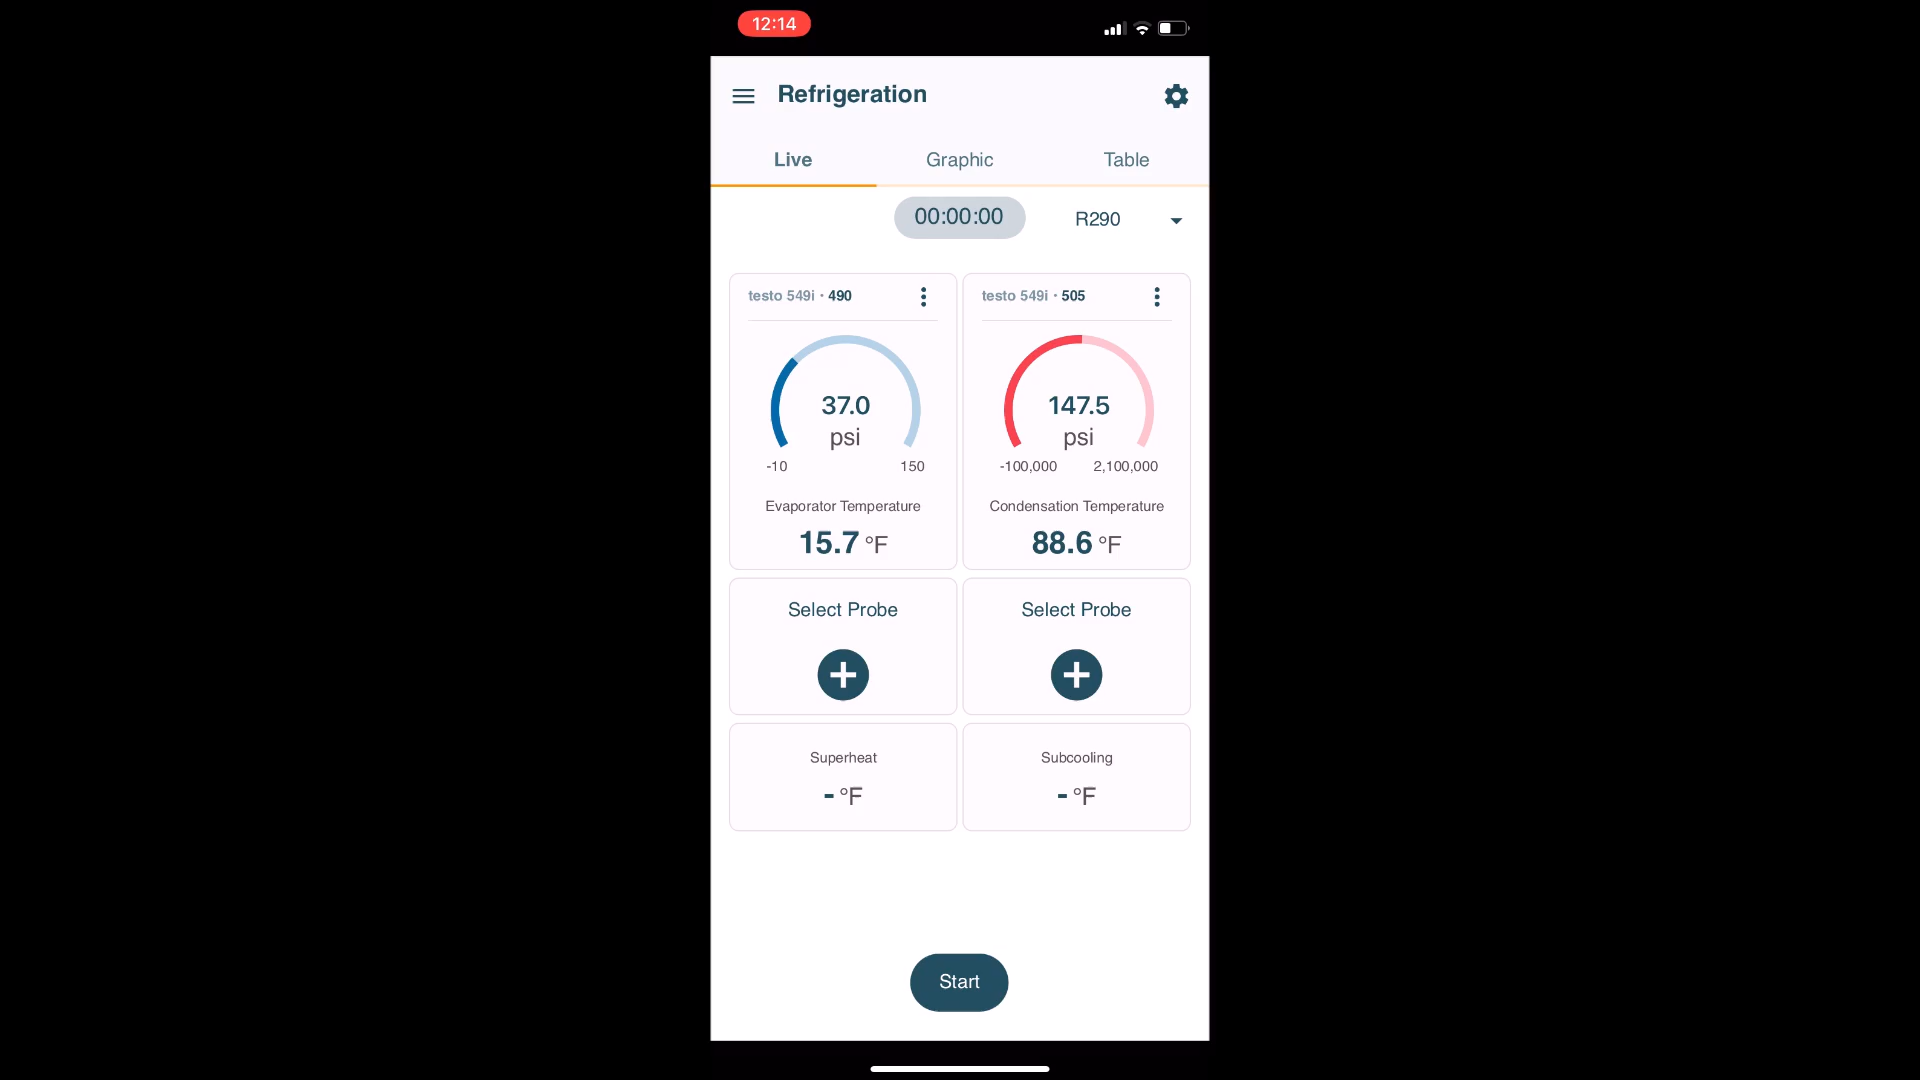 12:14
Refrigeration
Live Graphic Table
00:00:00 R290
testo 549i • 490
37.0
psi
-10 150
Evaporator Temperature
15.7 °F
testo 549i • 505
147.5
psi
-100,000 2,100,000
Condensation Temperature
88.6 °F
Select Probe
Select Probe
Superheat
- °F
Subcooling
- °F
Start